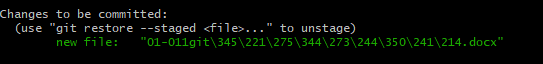 Changes to be committed:
(use "git restore --staged <file>..." to unstage)
new file: "01-011git\345\221\275\344\273\244\350\241\214.docx"